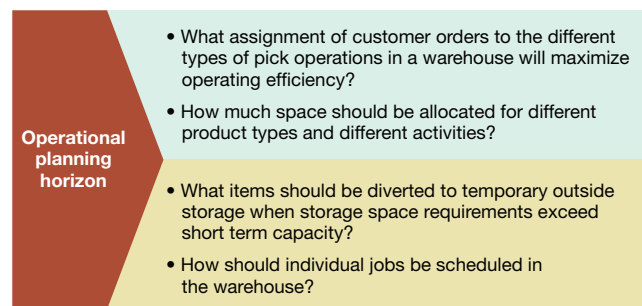 Operational
planning
horizon
• What assignment of customer orders to the different
types of pick operations in a warehouse will maximize
operating efficiency?
• How much space should be allocated for different
product types and different activities?
• What items should be diverted to temporary outside
storage when storage space requirements exceed
short term capacity?
• How should individual jobs be scheduled in
the warehouse?